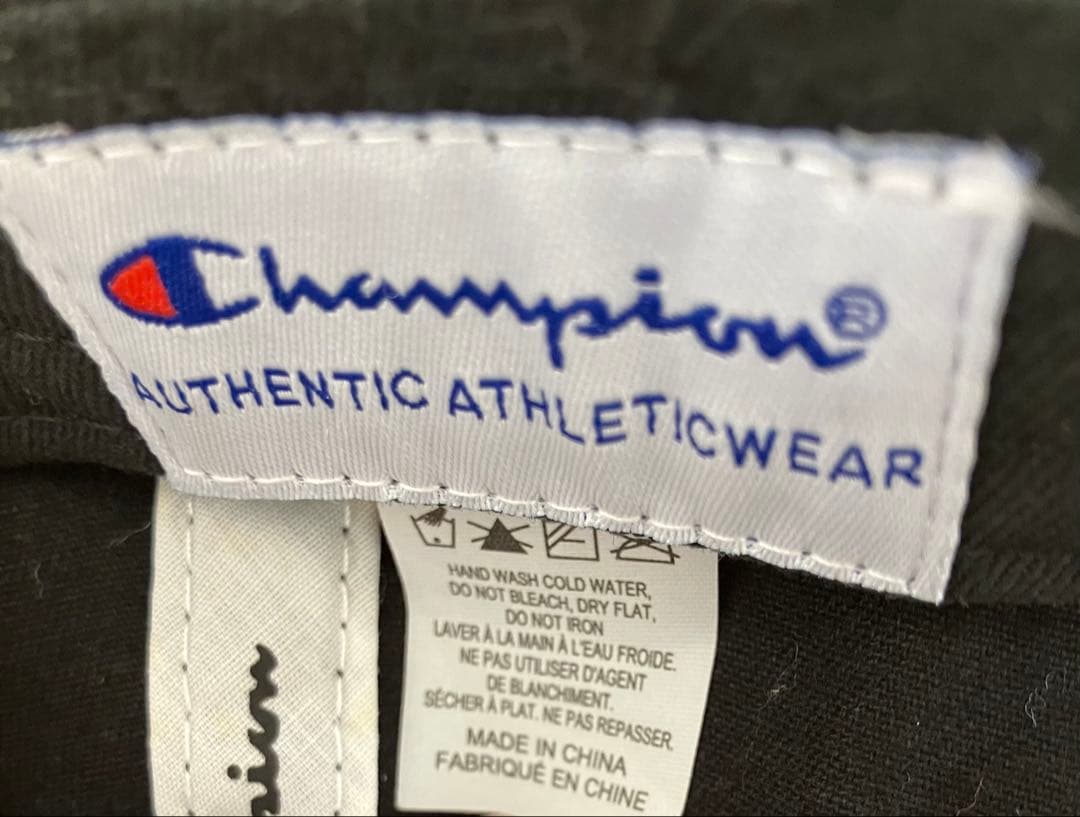 Champion®
AUTHENTIC ATHLETICWEAR
HAND WASH COLD WATER,
DO NOT BLEACH, DRY FLAT,
DO NOT IRON
LAVER À LA MAIN À L'EAU FROIDE.
NE PAS UTILISER D'AGENT
DE BLANCHIMENT.
SÉCHER À PLAT. NE PAS REPASSER.
MADE IN CHINA
FABRIQUÉ EN CHINE
pion